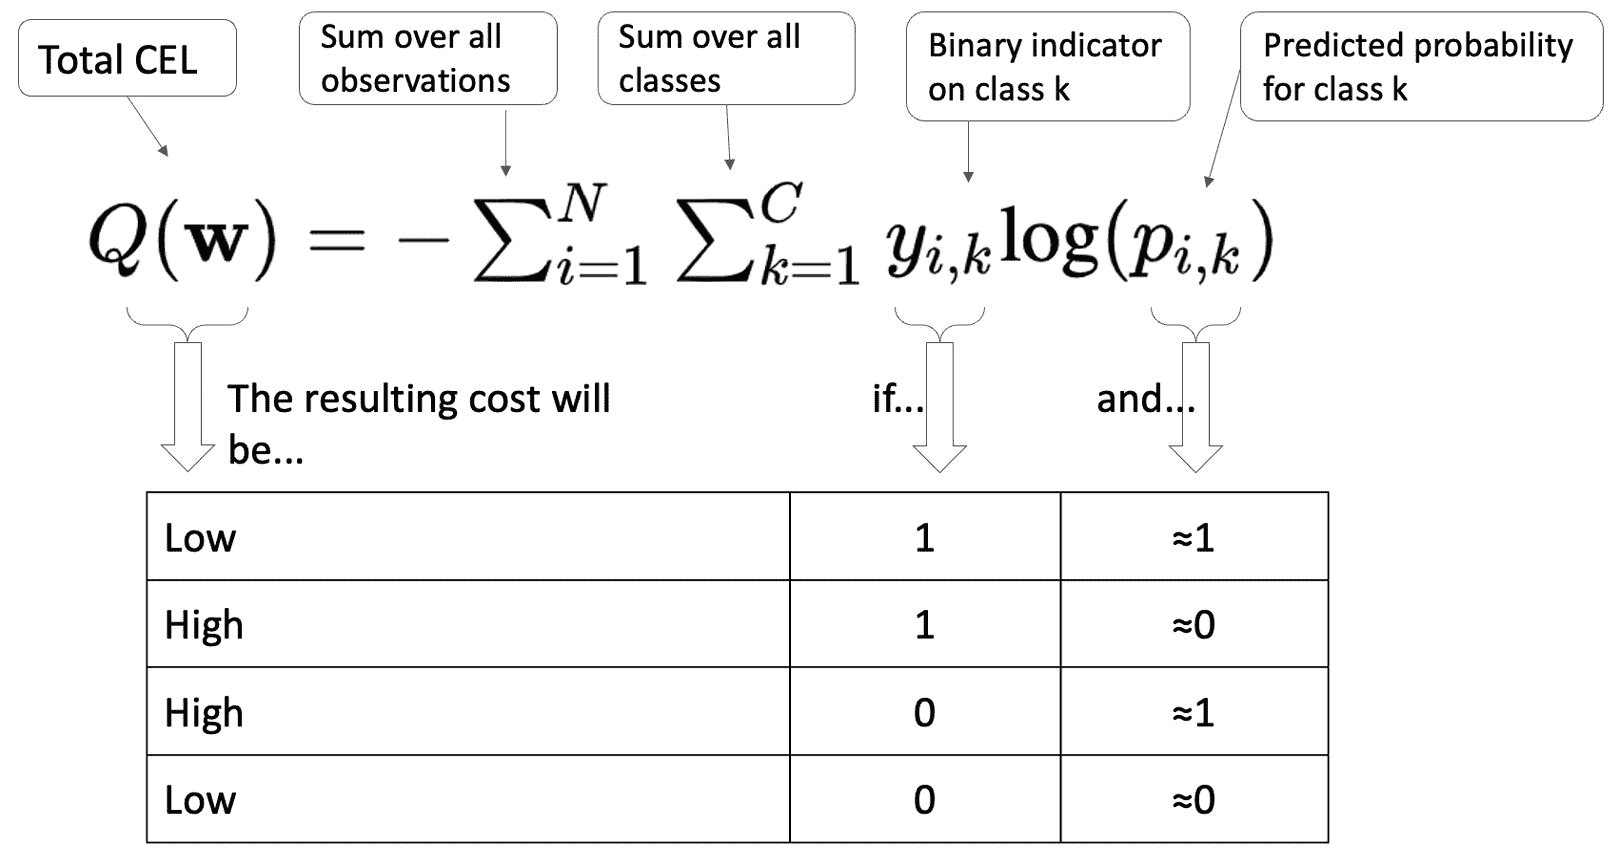 Total CEL
Sum over all
observations
Sum over all
classes
Binary indicator
on class k
Predicted probability
for class k
Q(𝐰) = − ∑_{i=1}^{N} ∑_{k=1}^{C} y_{i,k} log(p_{i,k})
The resulting cost will
be...
if...
and...
Low 1 ≈1
High 1 ≈0
High 0 ≈1
Low 0 ≈0